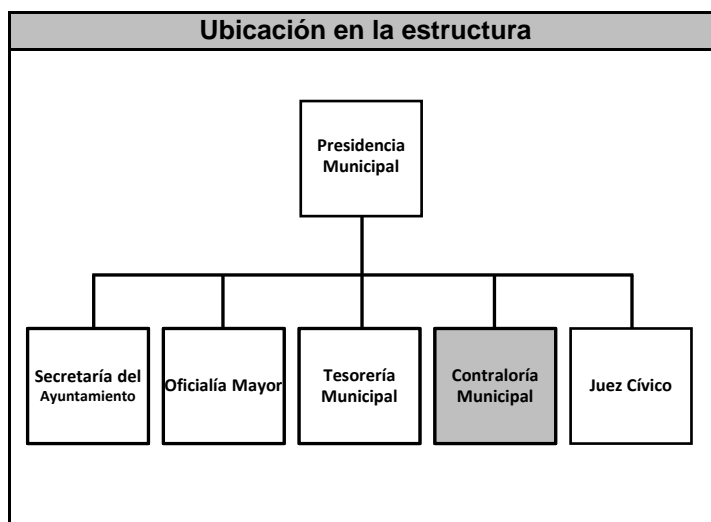 Ubicación en la estructura
Presidencia
Municipal
Secretaría del
Ayuntamiento
Oficialía Mayor
Tesorería
Municipal
Contraloría
Municipal
Juez Cívico